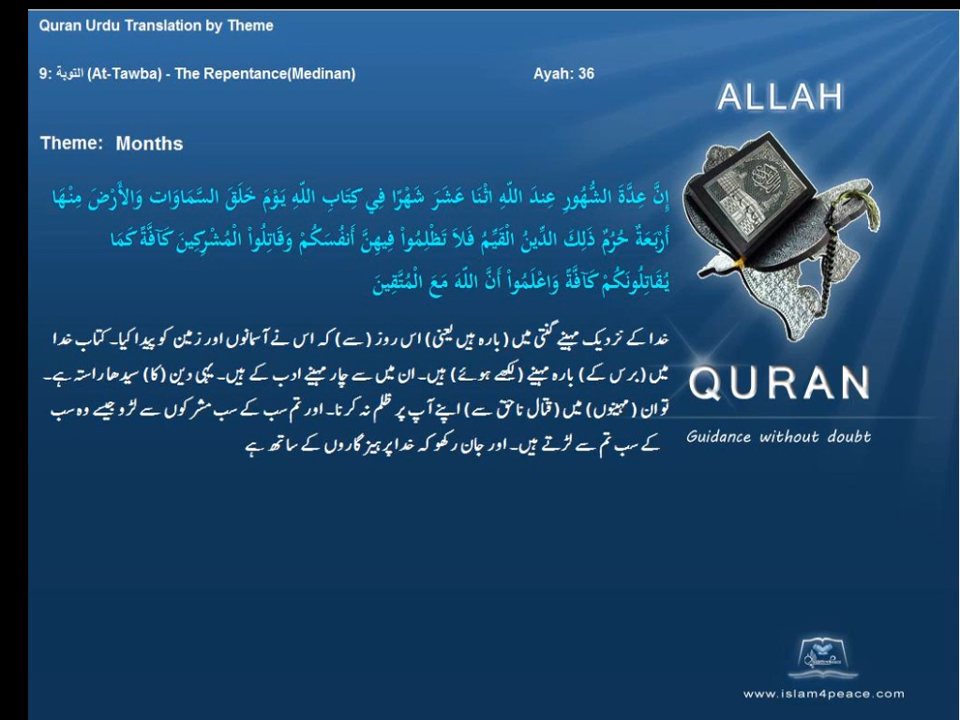 Quran Urdu Translation by Theme
9: التوبة (At-Tawba) - The Repentance(Medinan) Ayah: 36
Theme: Months
إِنَّ عِدَّةَ الشُّهُورِ عِندَ اللّهِ اثْنَا عَشَرَ شَهْرًا فِي كِتَابِ اللّهِ يَوْمَ خَلَقَ السَّمَاوَات وَالأَرْضَ مِنْهَا
أَرْبَعَةٌ حُرُمٌ ذَلِكَ الدِّينُ الْقَيِّمُ فَلاَ تَظْلِمُواْ فِيهِنَّ أَنفُسَكُمْ وَقَاتِلُواْ الْمُشْرِكِينَ كَآفَّةً كَمَا
يُقَاتِلُونَكُمْ كَآفَّةً وَاعْلَمُواْ أَنَّ اللّهَ مَعَ الْمُتَّقِينَ
خدا کے نزدیک مہینے گنتی میں (بارہ ہیں یعنی) اس روز (سے) کہ اس نے آسمانوں اور زمین کو پیدا کیا۔ کتاب خدا
میں (برس کے) بارہ مہینے (لکھے ہوئے) ہیں۔ ان میں سے چار مہینے ادب کے ہیں۔ یہی دین (کا) سیدھا راستہ ہے۔
تو ان (مہینوں) میں (قتال ناحق سے) اپنے آپ پر ظلم نہ کرنا۔ اور تم سب کے سب مشرکوں سے لڑو جیسے وہ سب
کے سب تم سے لڑتے ہیں۔ اور جان رکھو کہ خدا پرہیز گاروں کے ساتھ ہے
ALLAH
QURAN
Guidance without doubt
www.islam4peace.com